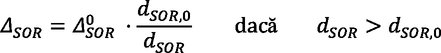 Δ_SOR = Δ⁰_SOR · d_SOR,0 / d_SOR dacă d_SOR > d_SOR,0